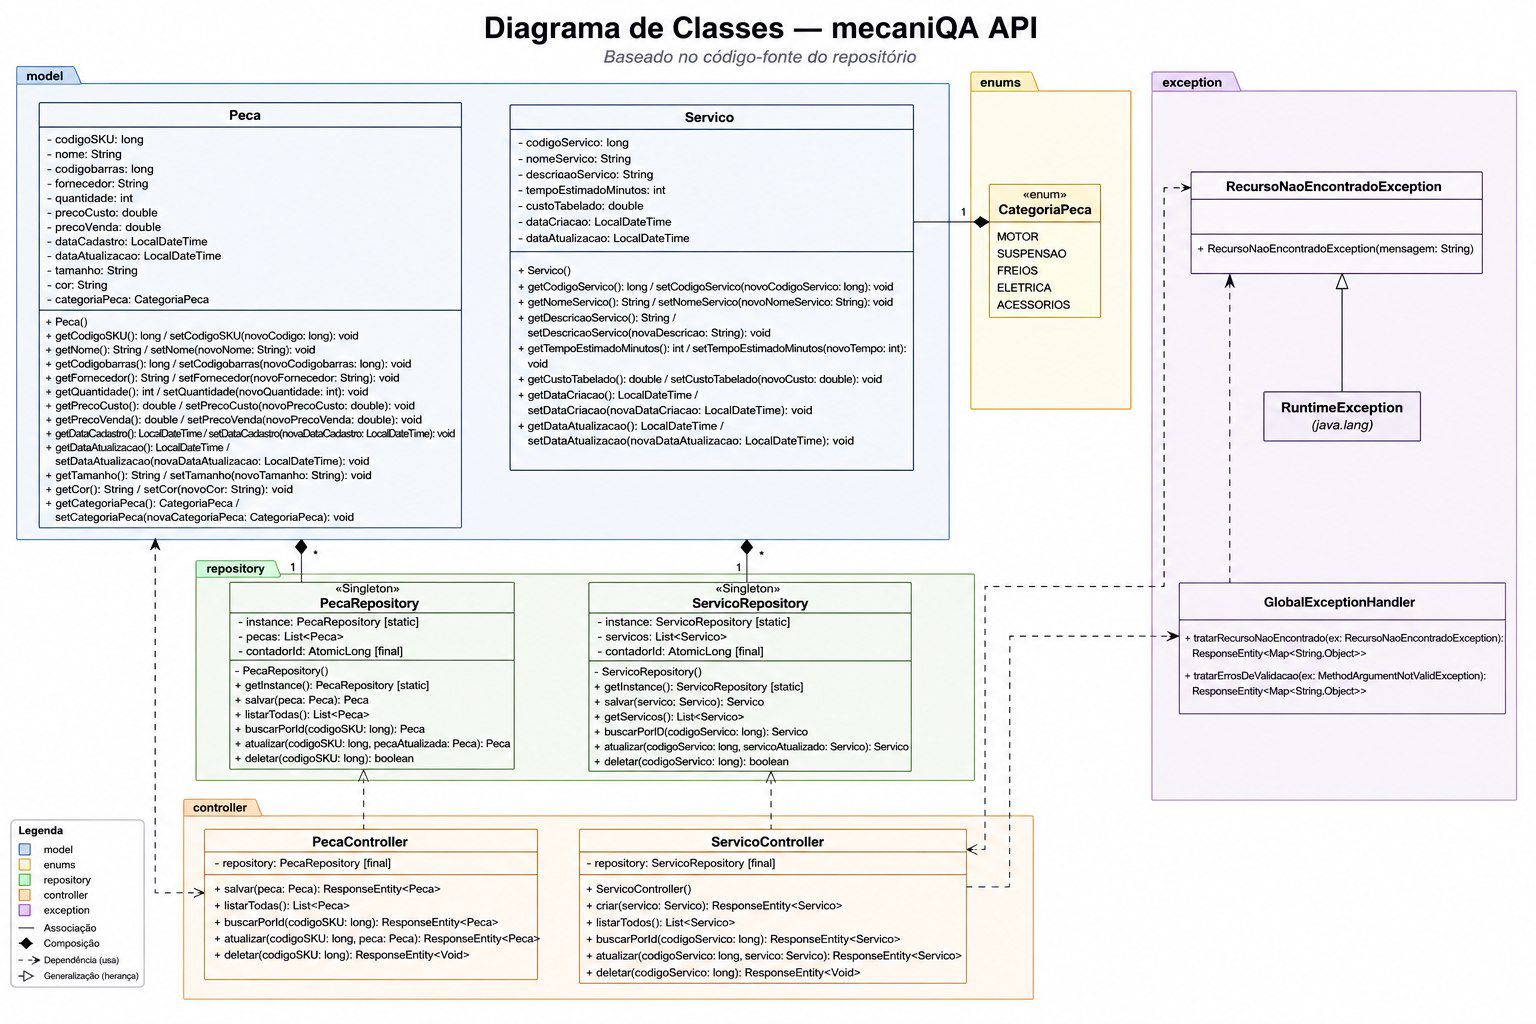 Diagrama de Classes — mecaniQA API
Baseado no código-fonte do repositório
model
Peca
- codigoSKU: long
- nome: String
- codigobarras: long
- fornecedor: String
- quantidade: int
- precoCusto: double
- precoVenda: double
- dataCadastro: LocalDateTime
- dataAtualizacao: LocalDateTime
- tamanho: String
- cor: String
- categoriaPeca: CategoriaPeca
+ Peca()
+ getCodigoSKU(): long / setCodigoSKU(novoCodigo: long): void
+ getNome(): String / setNome(novoNome: String): void
+ getCodigobarras(): long / setCodigobarras(novoCodigobarras: long): void
+ getFornecedor(): String / setFornecedor(novoFornecedor: String): void
+ getQuantidade(): int / setQuantidade(novoQuantidade: int): void
+ getPrecoCusto(): double / setPrecoCusto(novoPrecoCusto: double): void
+ getPrecoVenda(): double / setPrecoVenda(novoPrecoVenda: double): void
+ getDataCadastro(): LocalDateTime / setDataCadastro(novaDataCadastro: LocalDateTime): void
+ getDataAtualizacao(): LocalDateTime /
setDataAtualizacao(novaDataAtualizacao: LocalDateTime): void
+ getTamanho(): String / setTamanho(novoTamanho: String): void
+ getCor(): String / setCor(novoCor: String): void
+ getCategoriaPeca(): CategoriaPeca /
setCategoriaPeca(novaCategoriaPeca: CategoriaPeca): void
Servico
- codigoServico: long
- nomeServico: String
- descricaoServico: String
- tempoEstimadoMinutos: int
- custoTabelado: double
- dataCriacao: LocalDateTime
- dataAtualizacao: LocalDateTime
+ Servico()
+ getCodigoServico(): long / setCodigoServico(novoCodigoServico: long): void
+ getNomeServico(): String / setNomeServico(novoNomeServico: String): void
+ getDescricaoServico(): String /
setDescricaoServico(novaDescricao: String): void
+ getTempoEstimadoMinutos(): int / setTempoEstimadoMinutos(novoTempo: int):
void
+ getCustoTabelado(): double / setCustoTabelado(novoCusto: double): void
+ getDataCriacao(): LocalDateTime /
setDataCriacao(novaDataCriacao: LocalDateTime): void
+ getDataAtualizacao(): LocalDateTime /
setDataAtualizacao(novaDataAtualizacao: LocalDateTime): void
1
enums
«enum»
CategoriaPeca
MOTOR
SUSPENSAO
FREIOS
ELETRICA
ACESSORIOS
exception
RecursoNaoEncontradoException
+ RecursoNaoEncontradoException(mensagem: String)
RuntimeException
(java.lang)
GlobalExceptionHandler
+ tratarRecursoNaoEncontrado(ex: RecursoNaoEncontradoException):
ResponseEntity<Map<String.Object>>
+ tratarErrosDeValidacao(ex: MethodArgumentNotValidException):
ResponseEntity<Map<String.Object>>
*
1
*
1
repository
«Singleton»
PecaRepository
- instance: PecaRepository [static]
- pecas: List<Peca>
- contadorId: AtomicLong [final]
- PecaRepository()
+ getInstance(): PecaRepository [static]
+ salvar(peca: Peca): Peca
+ listarTodas(): List<Peca>
+ buscarPorId(codigoSKU: long): Peca
+ atualizar(codigoSKU: long, pecaAtualizada: Peca): Peca
+ deletar(codigoSKU: long): boolean
«Singleton»
ServicoRepository
- instance: ServicoRepository [static]
- servicos: List<Servico>
- contadorId: AtomicLong [final]
- ServicoRepository()
+ getInstance(): ServicoRepository [static]
+ salvar(servico: Servico): Servico
+ getServicos(): List<Servico>
+ buscarPorID(codigoServico: long): Servico
+ atualizar(codigoServico: long, servicoAtualizado: Servico): Servico
+ deletar(codigoServico: long): boolean
controller
PecaController
- repository: PecaRepository [final]
+ salvar(peca: Peca): ResponseEntity<Peca>
+ listarTodas(): List<Peca>
+ buscarPorId(codigoSKU: long): ResponseEntity<Peca>
+ atualizar(codigoSKU: long, peca: Peca): ResponseEntity<Peca>
+ deletar(codigoSKU: long): ResponseEntity<Void>
ServicoController
- repository: ServicoRepository [final]
+ ServicoController()
+ criar(servico: Servico): ResponseEntity<Servico>
+ listarTodos(): List<Servico>
+ buscarPorId(codigoServico: long): ResponseEntity<Servico>
+ atualizar(codigoServico: long, servico: Servico): ResponseEntity<Servico>
+ deletar(codigoServico: long): ResponseEntity<Void>
Legenda
model
enums
repository
controller
exception
Associação
Composição
Dependência (usa)
Generalização (herança)